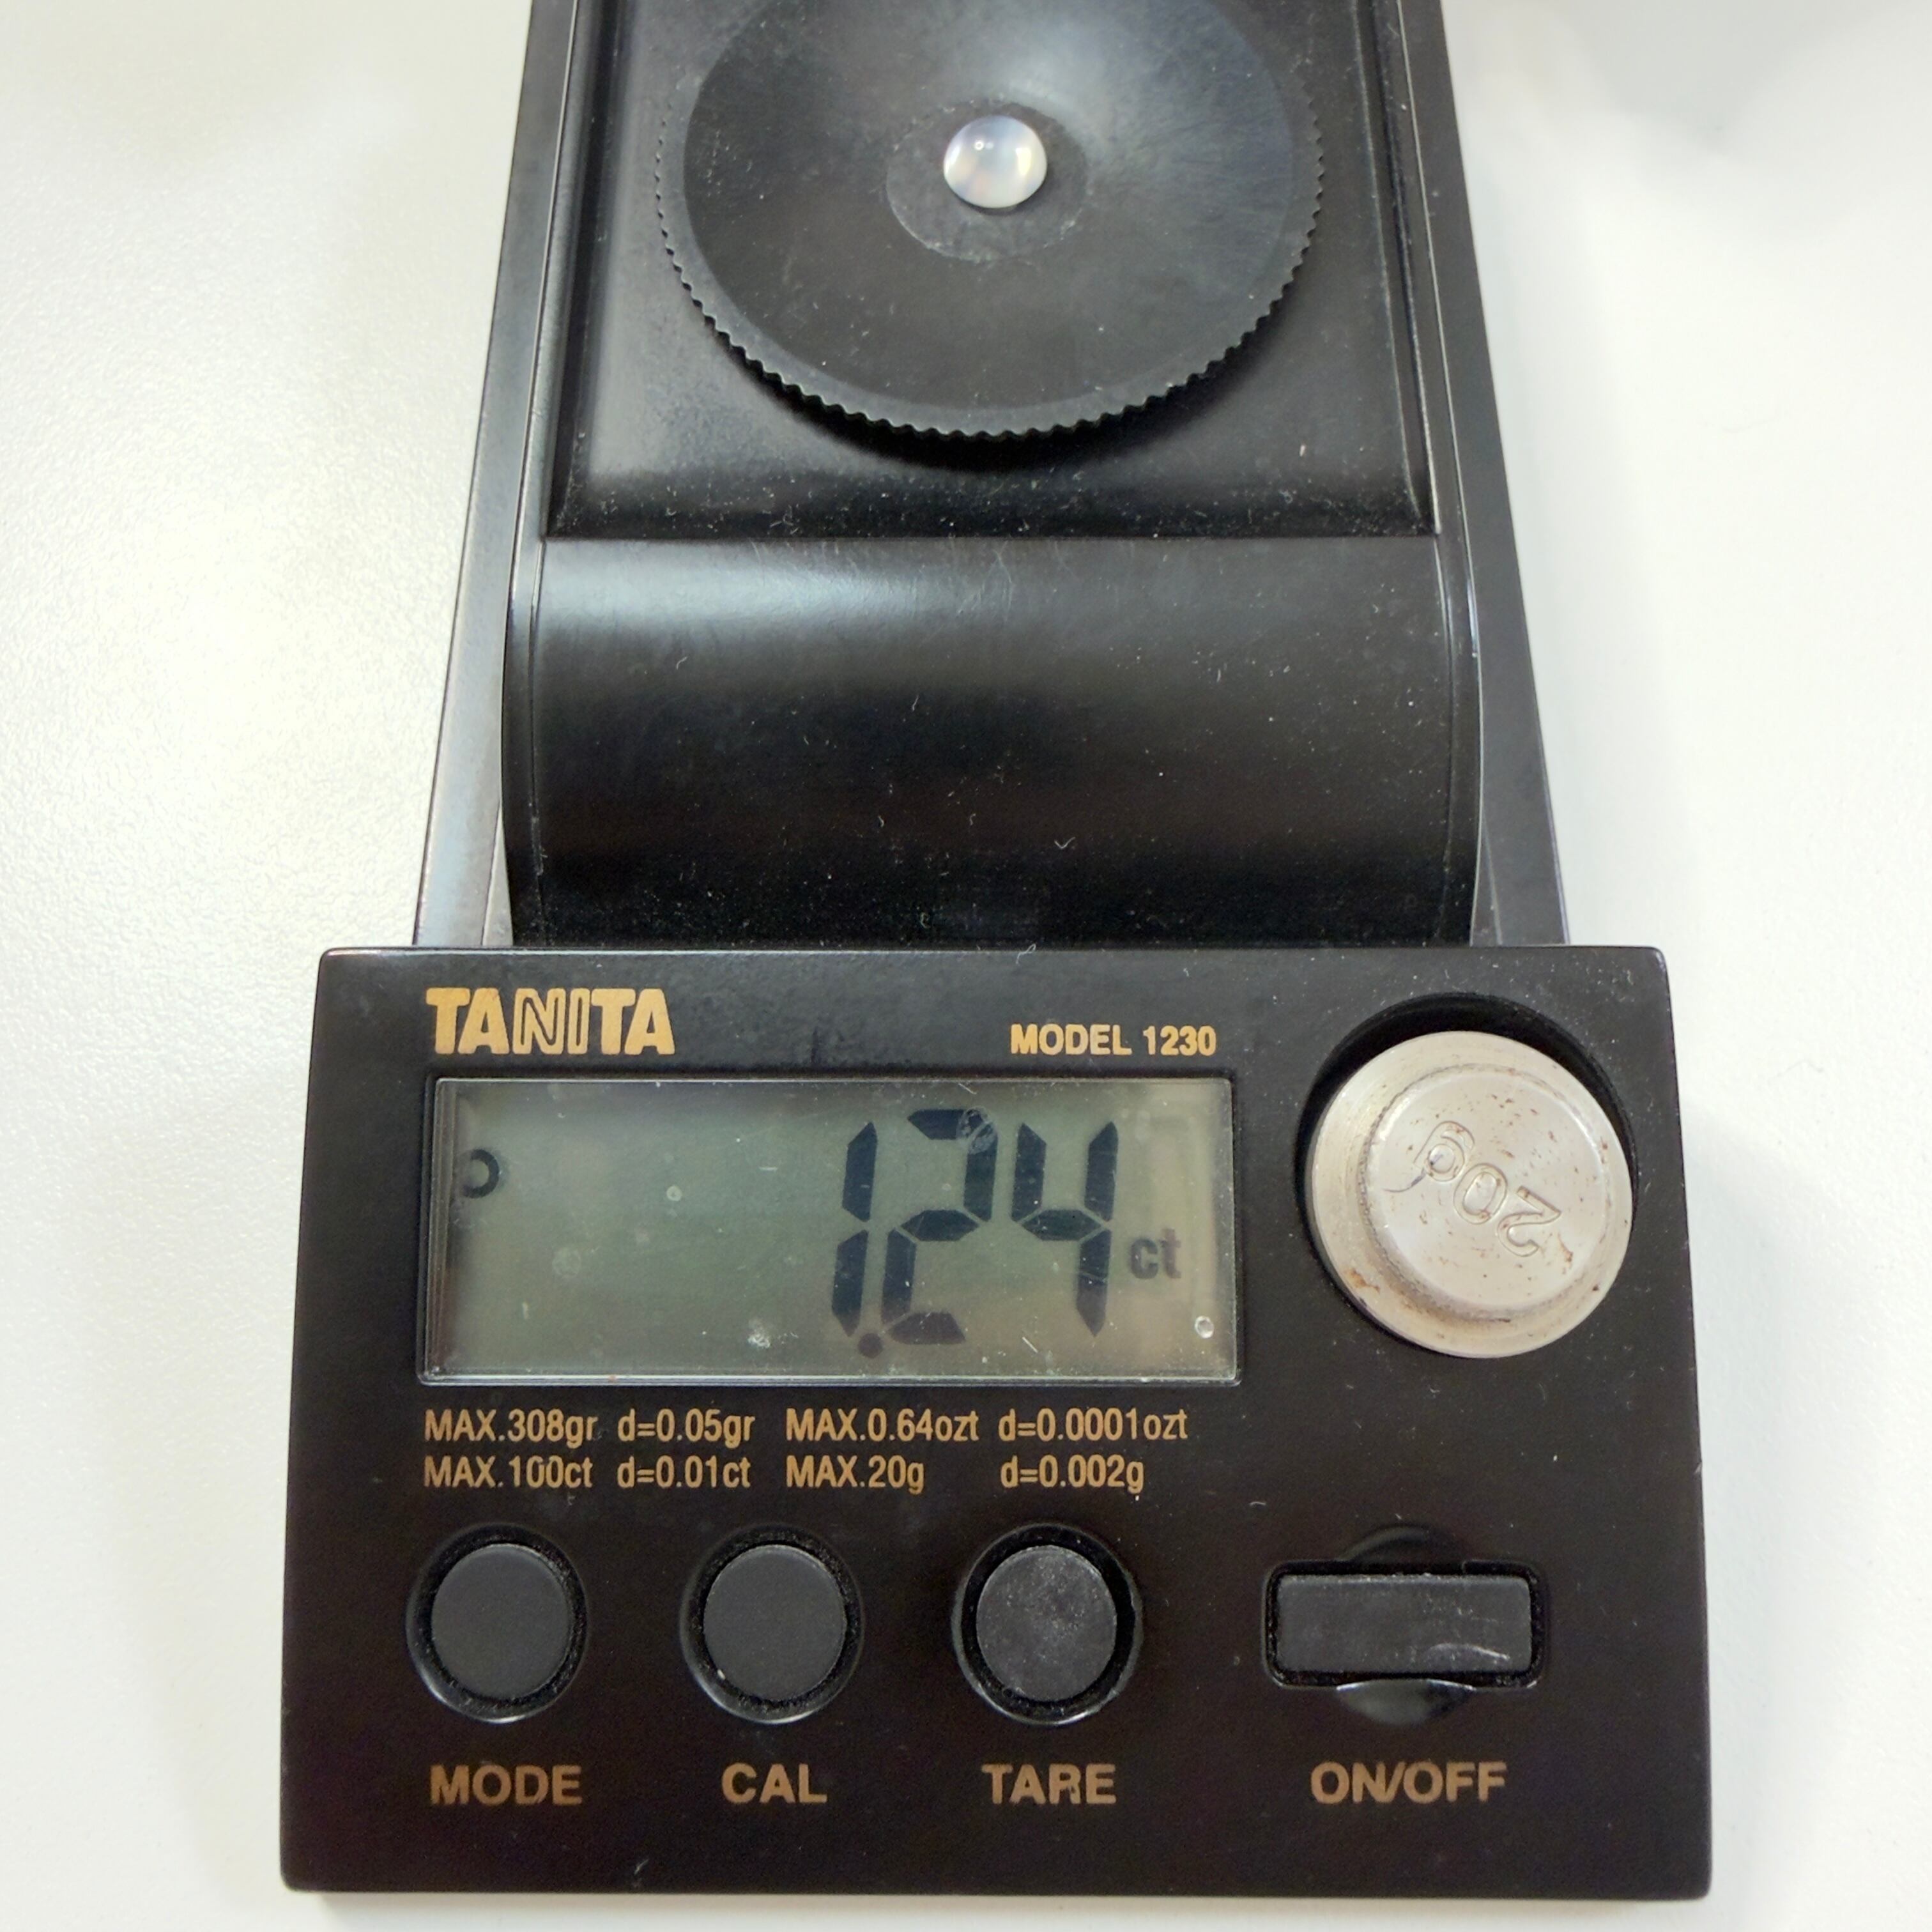 TANITA
MODEL 1230
1.24 ct
20g
MAX.308gr d=0.05gr MAX.0.64ozt d=0.0001ozt
MAX.100ct d=0.01ct MAX.20g d=0.002g
MODE CAL TARE ON/OFF